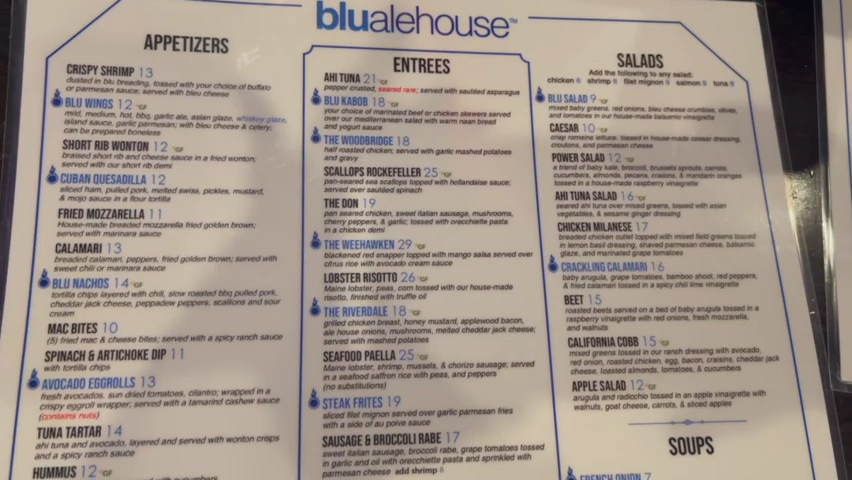 blualehouse™
APPETIZERS
CRISPY SHRIMP 13
dusted in blu breading, tossed with your choice of buffalo
or parmesan sauce; served with bleu cheese
BLU WINGS 12 GF
mild, medium, hot, bbq, garlic ale, asian glaze, whiskey glaze,
island sauce, garlic parmesan; with bleu cheese & celery;
can be prepared boneless
SHORT RIB WONTON 12
braised short rib and cheese in a fried wonton;
served with our short rib demi
CUBAN QUESADILLA 12
sliced ham, pulled pork, melted swiss, pickles, mustard,
& mojo sauce in a flour tortilla
FRIED MOZZARELLA 11
House-made breaded mozzarella fried golden brown;
served with marinara sauce
CALAMARI 13
breaded calamari, peppers, fried golden brown; served with
sweet chili or marinara sauce
BLU NACHOS 14 GF
tortilla chips layered with chili, slow roasted bbq pulled pork,
cheddar jack cheese, peppadew peppers, scallions and sour
cream
MAC BITES 10
(5) fried mac & cheese bites; served with a spicy ranch sauce
SPINACH & ARTICHOKE DIP 11
with tortilla chips
AVOCADO EGGROLLS 13
fresh avocados, sun dried tomatoes, cilantro; wrapped in a
crispy eggroll wrapper; served with a tamarind cashew sauce
(contains nuts)
TUNA TARTAR 14
ahi tuna and avocado, layered and served with wonton crisps
and a spicy ranch sauce
HUMMUS 12 GF
cucumbers
ENTREES
AHI TUNA 21 GF
pepper crusted, seared rare; served with sautéed asparagus
BLU KABOB 18 GF
your choice of marinated beef or chicken skewers served
over our mediterranean salad with warm naan bread
and yogurt sauce
THE WOODBRIDGE 18
half roasted chicken; served with garlic mashed potatoes
and gravy
SCALLOPS ROCKEFELLER 25 GF
pan-seared sea scallops topped with hollandaise sauce;
served over sautéed spinach
THE DON 19
pan seared chicken, sweet italian sausage, mushrooms,
cherry peppers, & garlic; tossed with orecchiette pasta
in a chicken demi
THE WEEHAWKEN 29 GF
blackened red snapper topped with mango salsa served over
citrus rice with avocado cream sauce
LOBSTER RISOTTO 26 GF
Maine lobster, peas, corn tossed with our house-made
risotto, finished with truffle oil
THE RIVERDALE 18 GF
grilled chicken breast, honey mustard, applewood bacon,
ale house onions, mushrooms, melted cheddar jack cheese;
served with mashed potatoes
SEAFOOD PAELLA 25 GF
Maine lobster, shrimp, mussels, & chorizo sausage; served
in a seafood saffron rice with peas, and peppers
(no substitutions)
STEAK FRITES 19
sliced filet mignon served over garlic parmesan fries
with a side of au poive sauce
SAUSAGE & BROCCOLI RABE 17
sweet italian sausage, broccoli rabe, grape tomatoes tossed
in garlic and oil with orecchiette pasta and sprinkled with
parmesan cheese add shrimp 8
SALADS
Add the following to any salad:
chicken 6 shrimp 8 filet mignon 9 salmon 9 tuna 9
BLU SALAD 9 GF
mixed baby greens, red onions, bleu cheese crumbles, olives,
and tomatoes in our house-made balsamic vinaigrette
CAESAR 10 GF
crisp romaine lettuce, tossed in house-made caesar dressing,
croutons, and parmesan cheese
POWER SALAD 12 GF
a blend of baby kale, broccoli, brussels sprouts, carrots,
cucumbers, almonds, pecans, craisins, & mandarin oranges
tossed in a house-made raspberry vinaigrette
AHI TUNA SALAD 16 GF
seared ahi tuna over mixed greens, tossed with asian
vegetables, & sesame ginger dressing
CHICKEN MILANESE 17
breaded chicken cutlet topped with mixed field greens tossed
in lemon basil dressing, shaved parmesan cheese, balsamic
glaze, and marinated grape tomatoes
CRACKLING CALAMARI 16
baby arugula, grape tomatoes, bamboo shoot, red peppers,
& fried calamari tossed in a spicy chili lime vinaigrette
BEET 15
roasted beets served on a bed of baby arugula tossed in a
raspberry vinaigrette with red onions, fresh mozzarella,
and walnuts
CALIFORNIA COBB 15 GF
mixed greens tossed in our ranch dressing with avocado,
red onion, roasted chicken, egg, bacon, craisins, cheddar jack
cheese, toasted almonds, tomatoes, & cucumbers
APPLE SALAD 12 GF
arugula and radicchio tossed in an apple vinaigrette with
walnuts, goat cheese, carrots, & sliced apples
SOUPS
FRENCH ONION 7